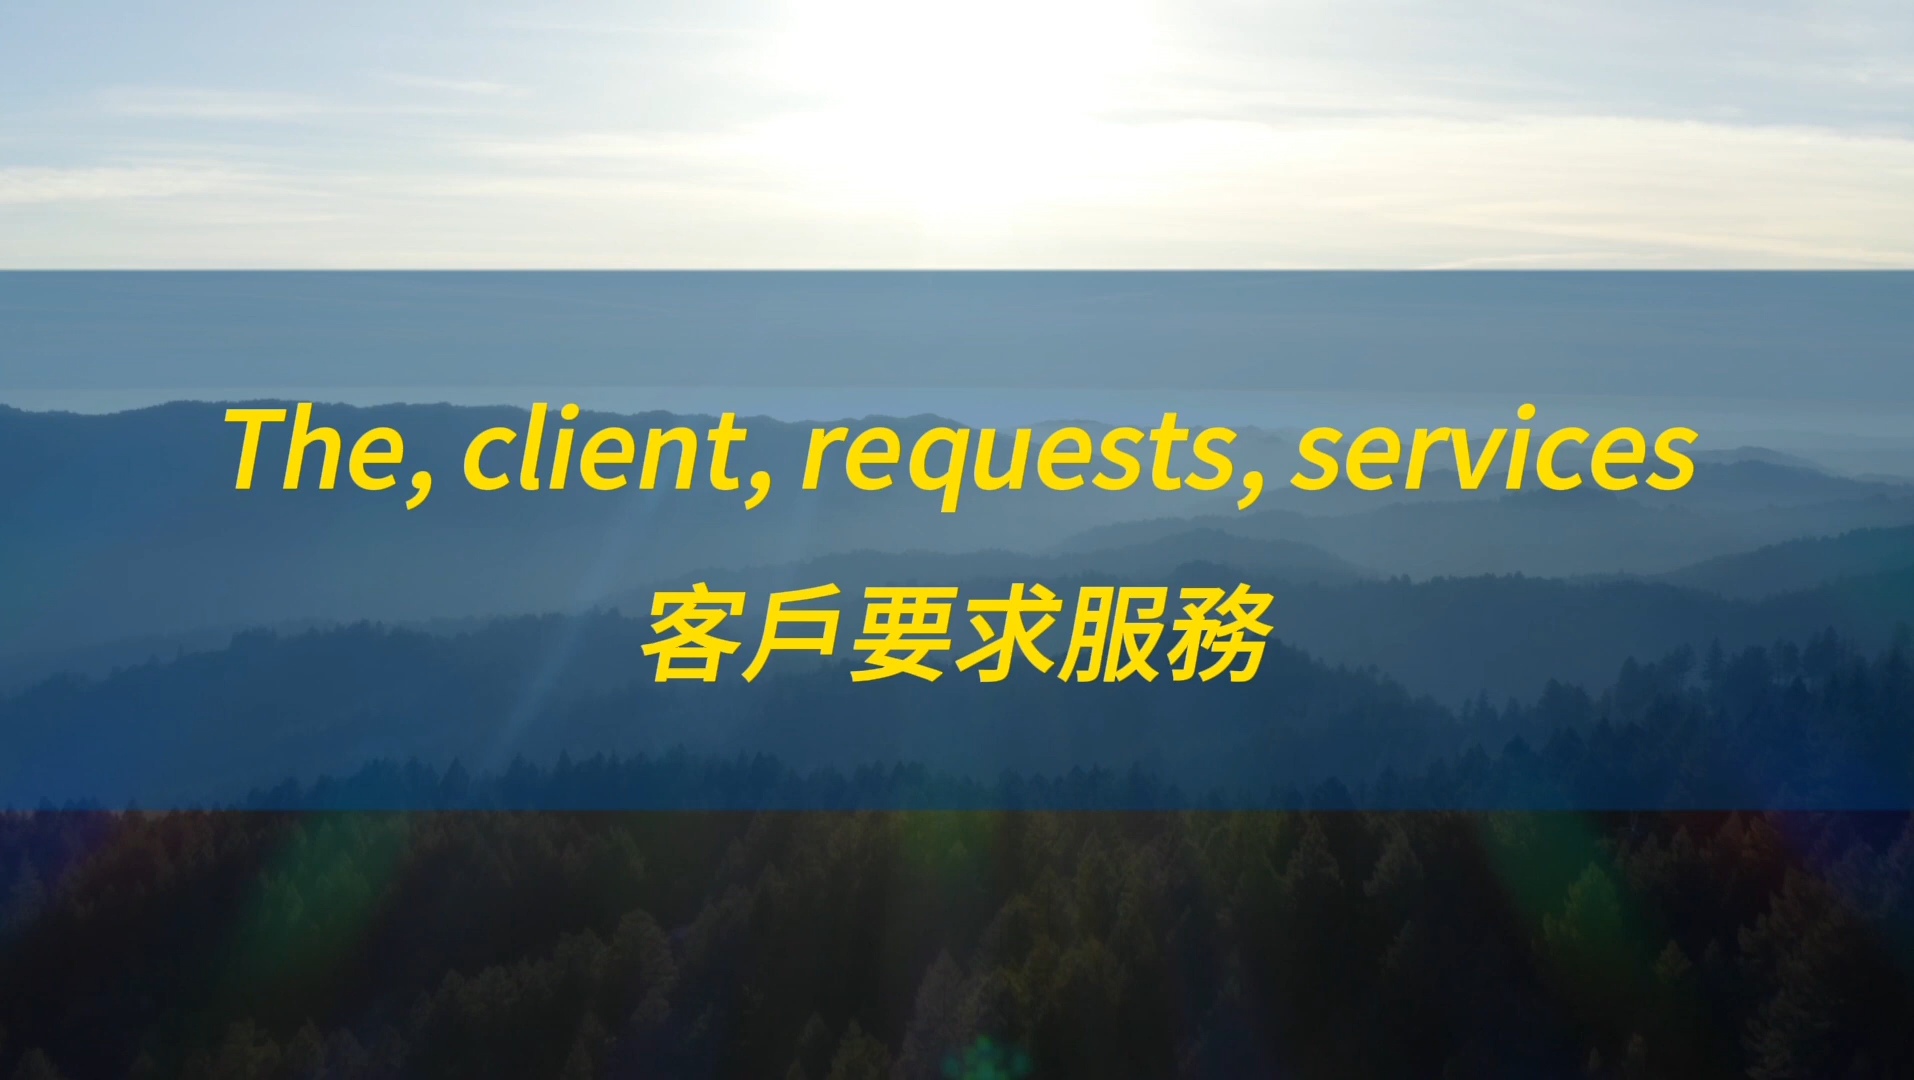 The, client, requests, services
客戶要求服務